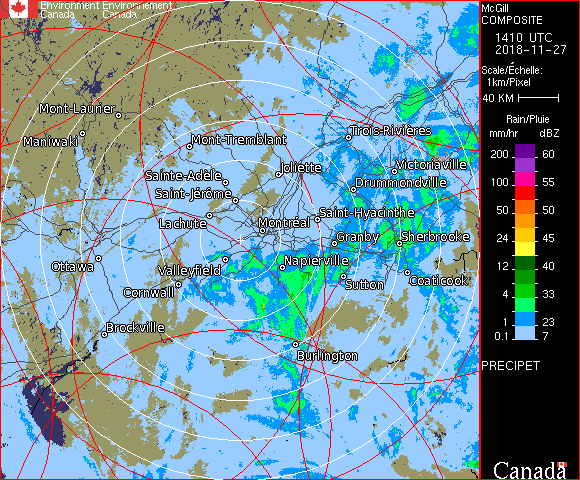 Environment Environnement
Canada Canada
Mont-Laurier
Maniwaki
Mont-Tremblant
Trois-Rivières
Joliette
Victoriaville
Sainte-Adèle
Drummondville
Saint-Jérôme
Saint-Hyacinthe
Lachute
Montréal
Granby
Sherbrooke
Ottawa
Valleyfield
Napierville
Cornwall
Sutton
Coaticook
Brockville
Burlington
McGill
COMPOSITE
1410 UTC
2018-11-27
Scale/Échelle:
1km/Pixel
40 KM
Rain/Pluie
mm/hr dBZ
200 60
100 55
50 50
24 45
12 40
4 33
1 23
0.1 7
PRECIPET
Canada